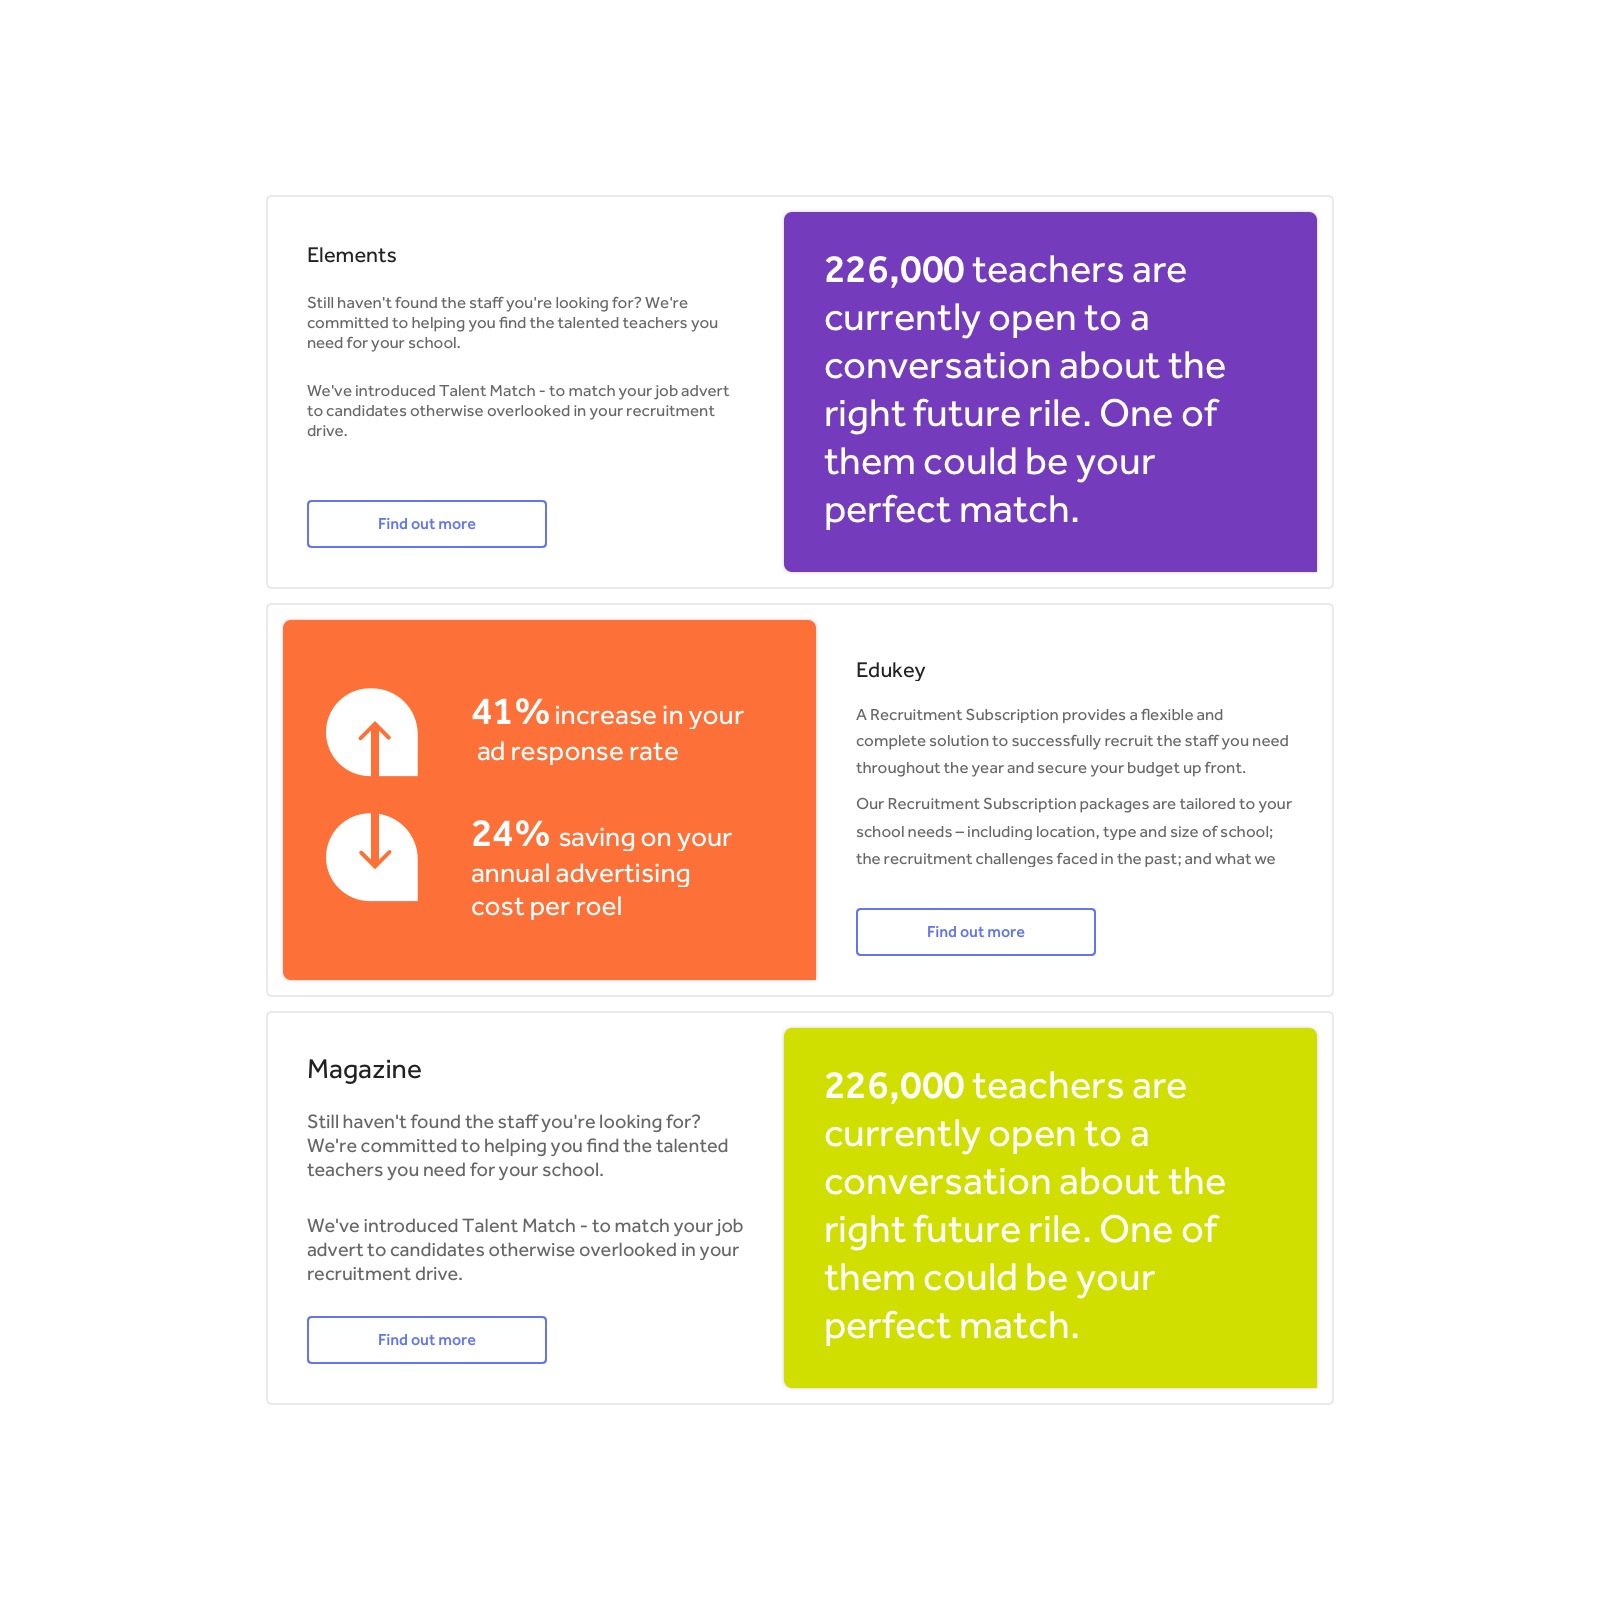 Elements
Still haven't found the staff you're looking for? We're
committed to helping you find the talented teachers you
need for your school.
We've introduced Talent Match - to match your job advert
to candidates otherwise overlooked in your recruitment
drive.
Find out more
226,000 teachers are
currently open to a
conversation about the
right future rile. One of
them could be your
perfect match.
41% increase in your
ad response rate
24% saving on your
annual advertising
cost per roel
Edukey
A Recruitment Subscription provides a flexible and
complete solution to successfully recruit the staff you need
throughout the year and secure your budget up front.
Our Recruitment Subscription packages are tailored to your
school needs – including location, type and size of school;
the recruitment challenges faced in the past; and what we
Find out more
Magazine
Still haven't found the staff you're looking for?
We're committed to helping you find the talented
teachers you need for your school.
We've introduced Talent Match - to match your job
advert to candidates otherwise overlooked in your
recruitment drive.
Find out more
226,000 teachers are
currently open to a
conversation about the
right future rile. One of
them could be your
perfect match.